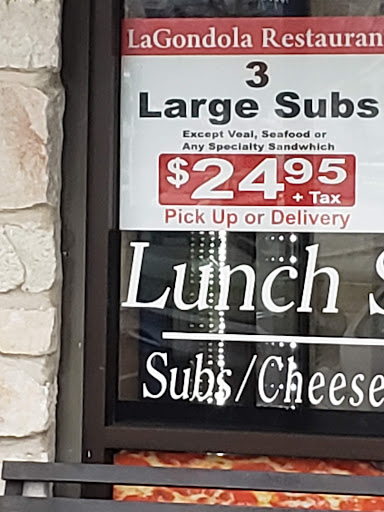 LaGondola Restauran
3
Large Subs
Except Veal, Seafood or
Any Specialty Sandwhich
$24.95
+ Tax
Pick Up or Delivery
Lunch S
Subs/Cheese